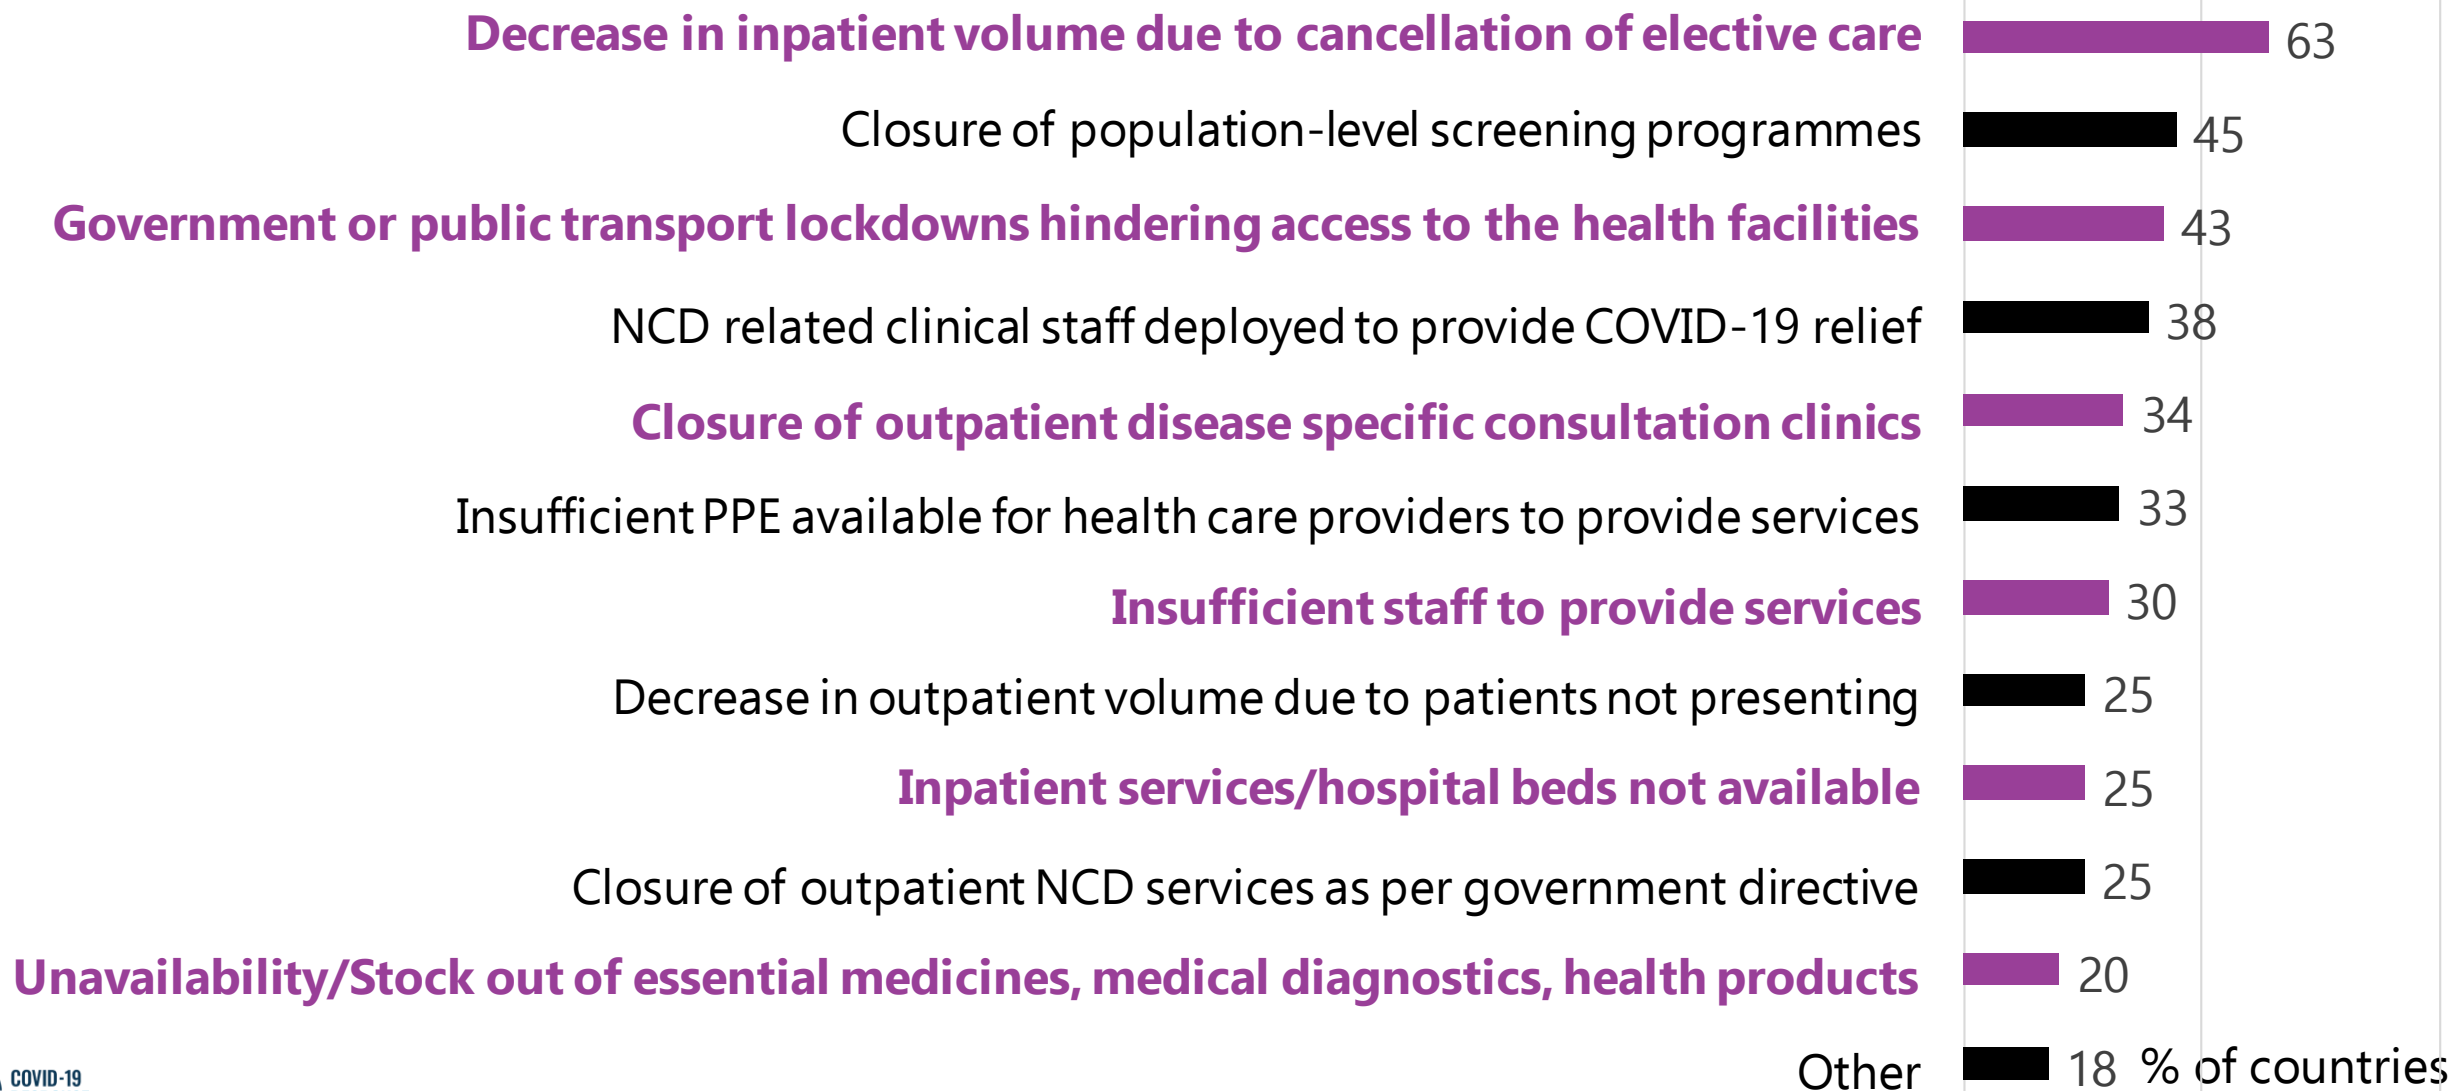 Decrease in inpatient volume due to cancellation of elective care 63
Closure of population-level screening programmes 45
Government or public transport lockdowns hindering access to the health facilities 43
NCD related clinical staff deployed to provide COVID-19 relief 38
Closure of outpatient disease specific consultation clinics 34
Insufficient PPE available for health care providers to provide services 33
Insufficient staff to provide services 30
Decrease in outpatient volume due to patients not presenting 25
Inpatient services/hospital beds not available 25
Closure of outpatient NCD services as per government directive 25
Unavailability/Stock out of essential medicines, medical diagnostics, health products 20
Other 18 % of countries
COVID-19